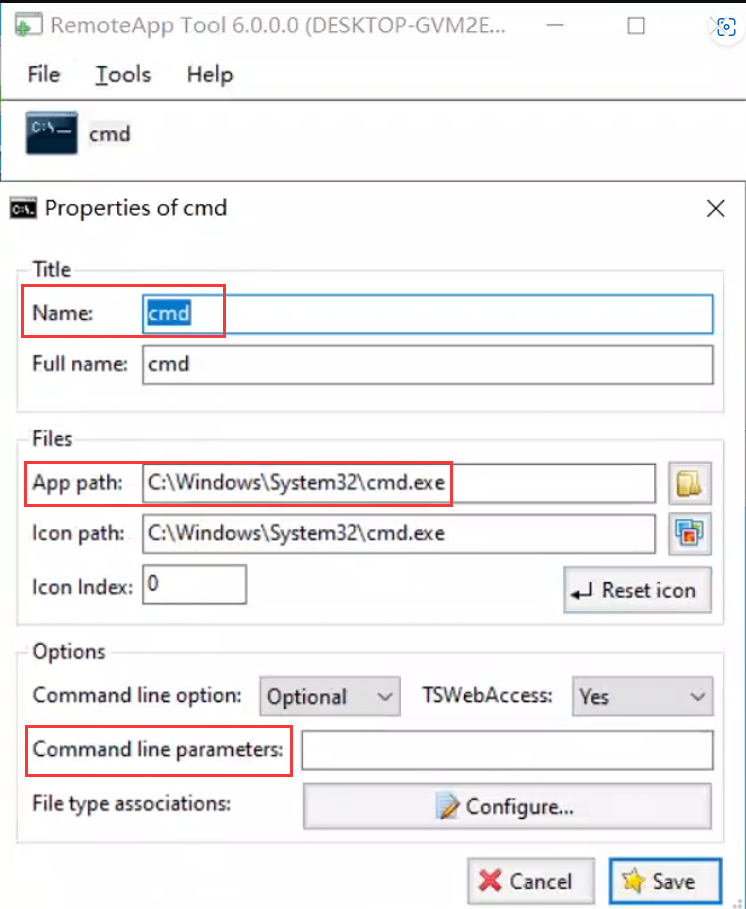 RemoteApp Tool 6.0.0.0 (DESKTOP-GVM2E...
File Tools Help
C:\
cmd
C:\.
Properties of cmd
Title
Name: cmd
Full name: cmd
Files
App path: C:\Windows\System32\cmd.exe
Icon path: C:\Windows\System32\cmd.exe
Icon Index: 0
Reset icon
Options
Command line option: Optional TSWebAccess: Yes
Command line parameters:
File type associations: Configure...
Cancel Save